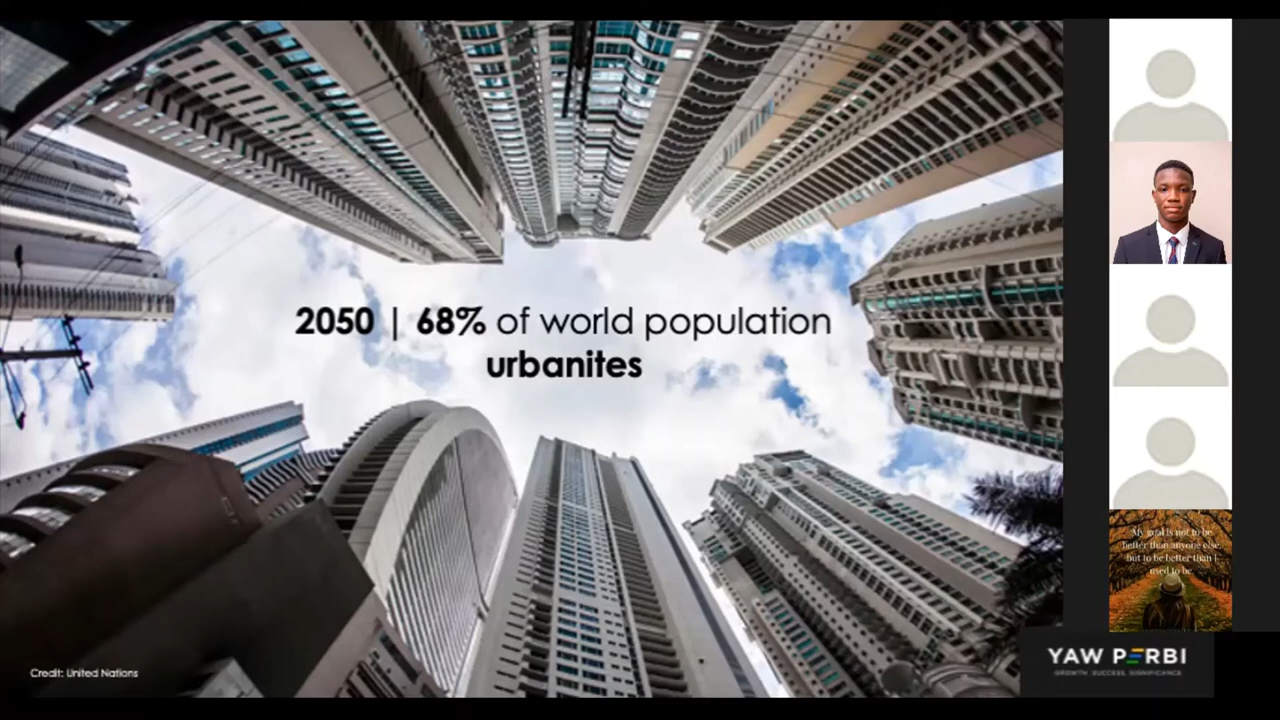 2050 | 68% of world population
urbanites
My goal is not to be
better than anyone else,
but to be better than I
used to be.
Credit: United Nations
YAW PERBI
GROWTH. SUCCESS. SIGNIFICANCE.